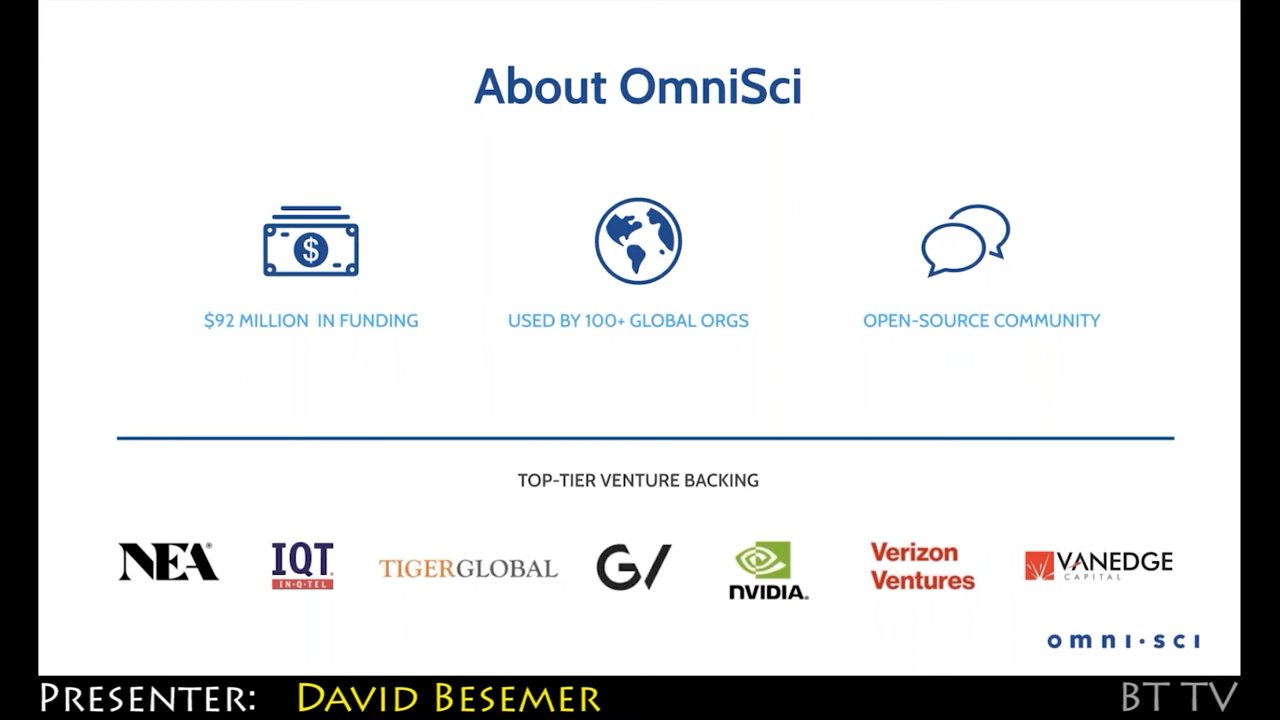 About OmniSci
$
$92 MILLION IN FUNDING
USED BY 100+ GLOBAL ORGS
OPEN-SOURCE COMMUNITY
TOP-TIER VENTURE BACKING
NEA®
IQT
IN·Q·TEL
TIGERGLOBAL
GV
NVIDIA.
Verizon
Ventures
VANEDGE
CAPITAL
omni·sci
PRESENTER: DAVID BESEMER
BT TV